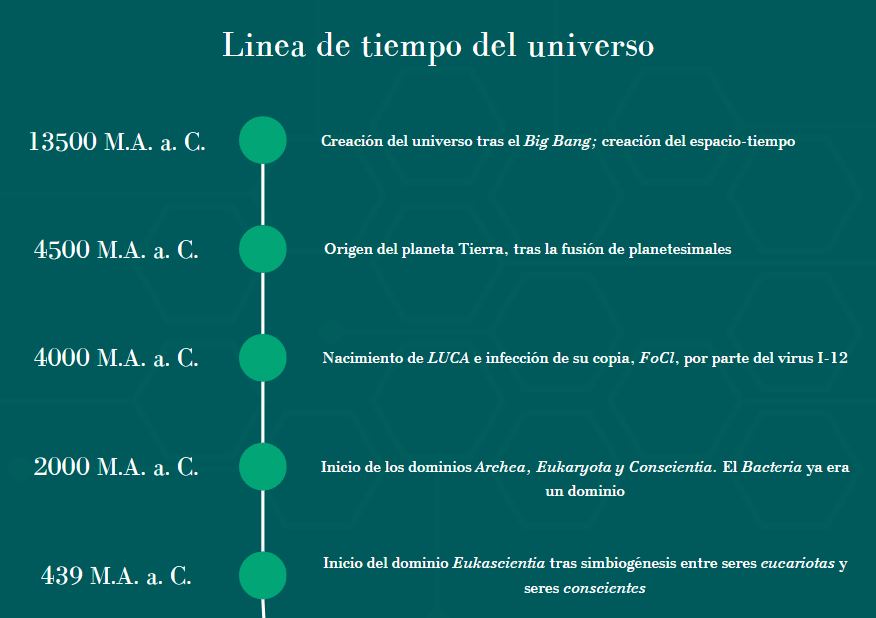 Linea de tiempo del universo
13500 M.A. a. C.
Creación del universo tras el Big Bang; creación del espacio-tiempo
4500 M.A. a. C.
Origen del planeta Tierra, tras la fusión de planetesimales
4000 M.A. a. C.
Nacimiento de LUCA e infección de su copia, FoCl, por parte del virus I-12
2000 M.A. a. C.
Inicio de los dominios Archea, Eukaryota y Conscientia. El Bacteria ya era
un dominio
439 M.A. a. C.
Inicio del dominio Eukascientia tras simbiogénesis entre seres eucariotas y
seres conscientes